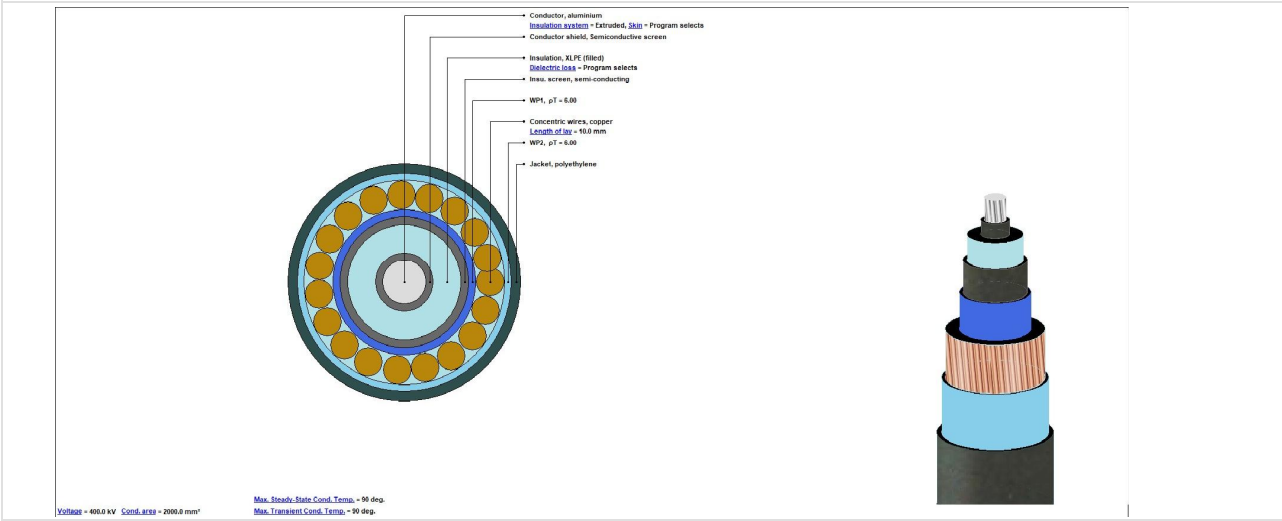 Conductor, aluminium
Insulation system = Extruded, Skin = Program selects
Conductor shield, Semiconductive screen
Insulation, XLPE (filled)
Dielectric loss = Program selects
Insu. screen, semi-conducting
WP1, ρT = 6.00
Concentric wires, copper
Length of lay = 10.0 mm
WP2, ρT = 6.00
Jacket, polyethylene
Max. Steady-State Cond. Temp. = 90 deg.
Voltage = 400.0 kV Cond. area = 2000.0 mm² Max. Transient Cond. Temp. = 90 deg.